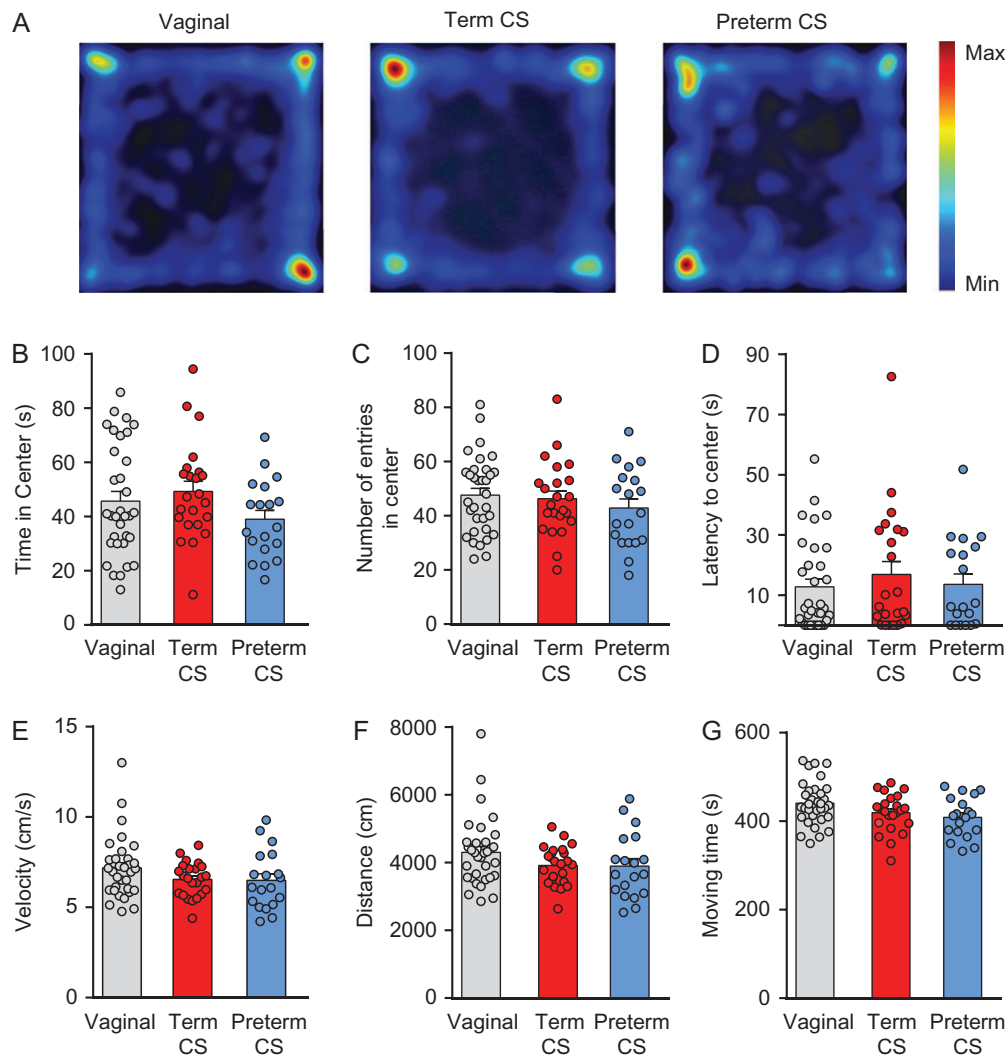 A
Vaginal
Term CS
Preterm CS
Max
Min
B
Time in Center (s)
100
80
60
40
20
0
Vaginal
Term
CS
Preterm
CS
C
Number of entries
in center
100
80
60
40
20
0
Vaginal
Term
CS
Preterm
CS
D
Latency to center (s)
90
70
50
30
10
Vaginal
Term
CS
Preterm
CS
E
Velocity (cm/s)
15
10
5
0
Vaginal
Term
CS
Preterm
CS
F
Distance (cm)
8000
6000
4000
2000
0
Vaginal
Term
CS
Preterm
CS
G
Moving time (s)
600
400
200
0
Vaginal
Term
CS
Preterm
CS